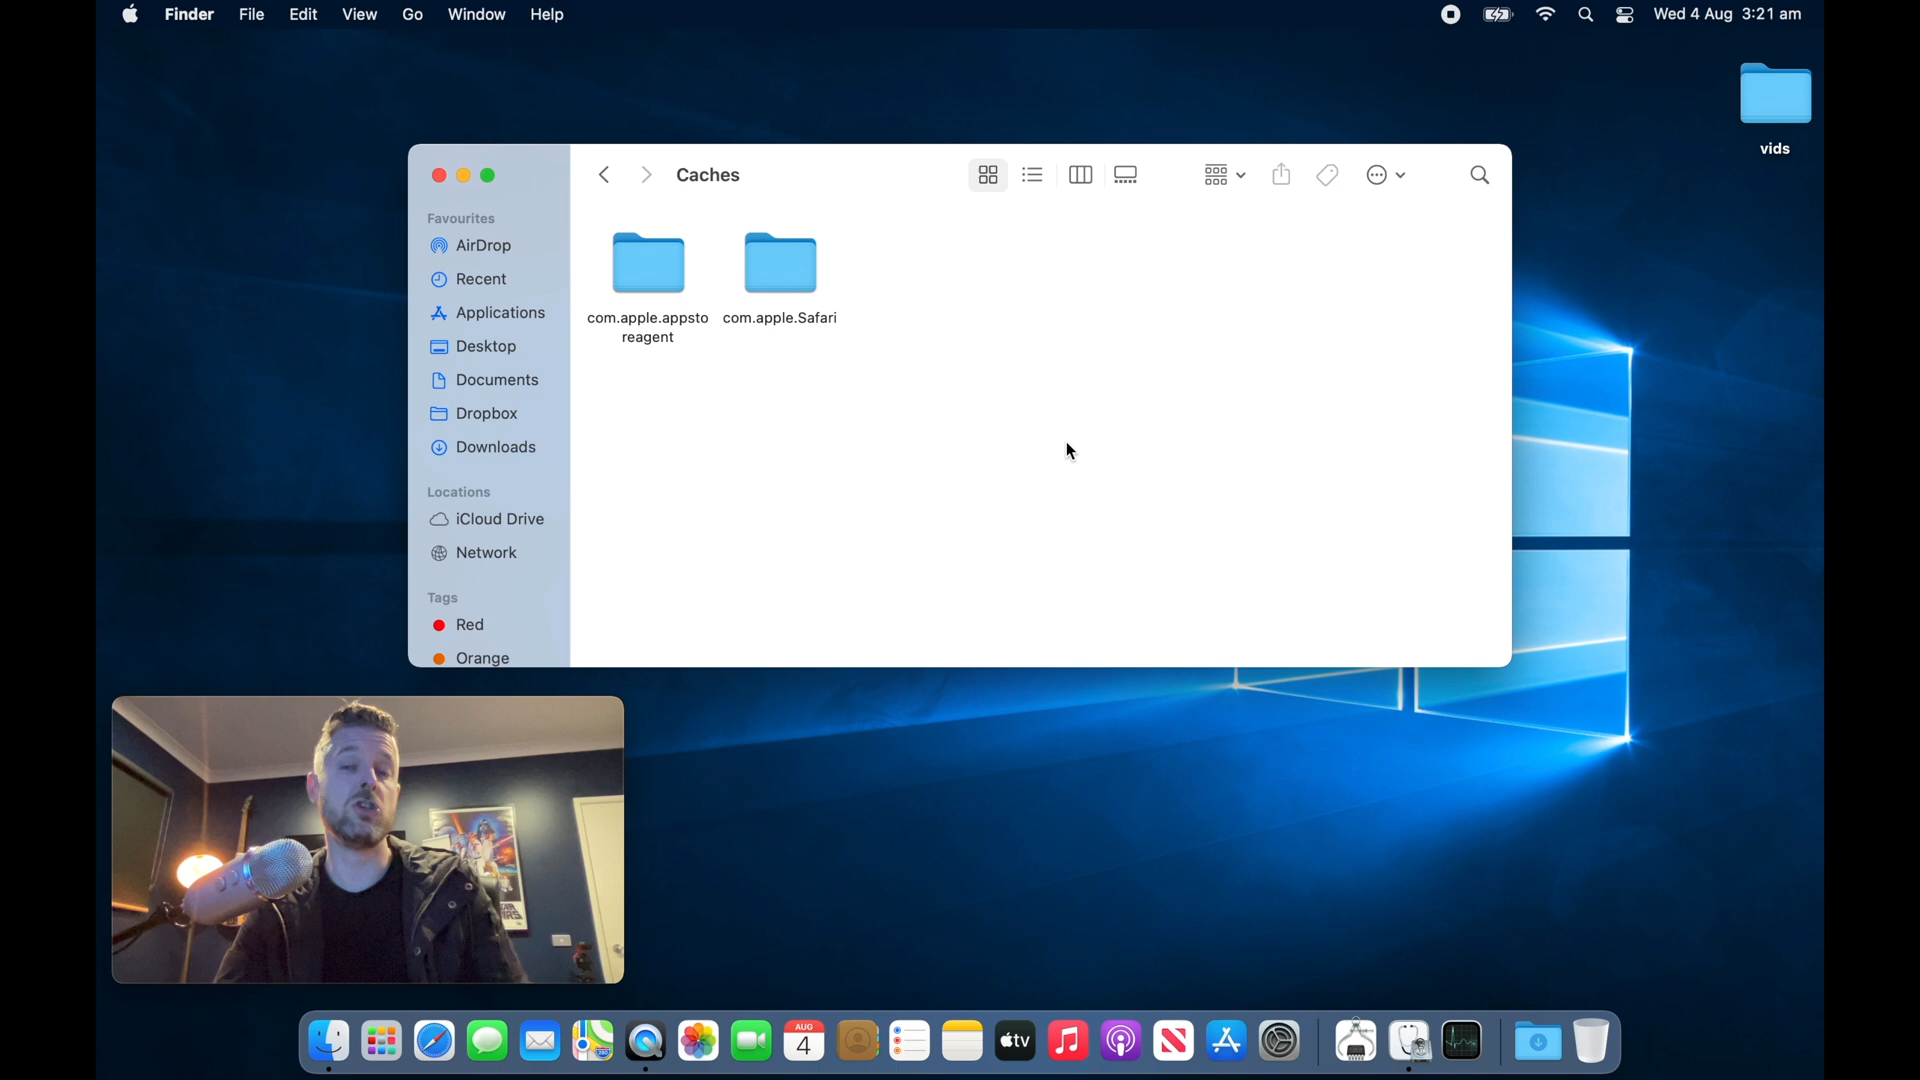 Finder File Edit View Go Window Help
Wed 4 Aug 3:21 am
vids
Caches
Favourites
AirDrop
Recent
Applications
Desktop
Documents
Dropbox
Downloads
Locations
iCloud Drive
Network
Tags
Red
Orange
com.apple.appsto
reagent
com.apple.Safari
AUG
4
tv